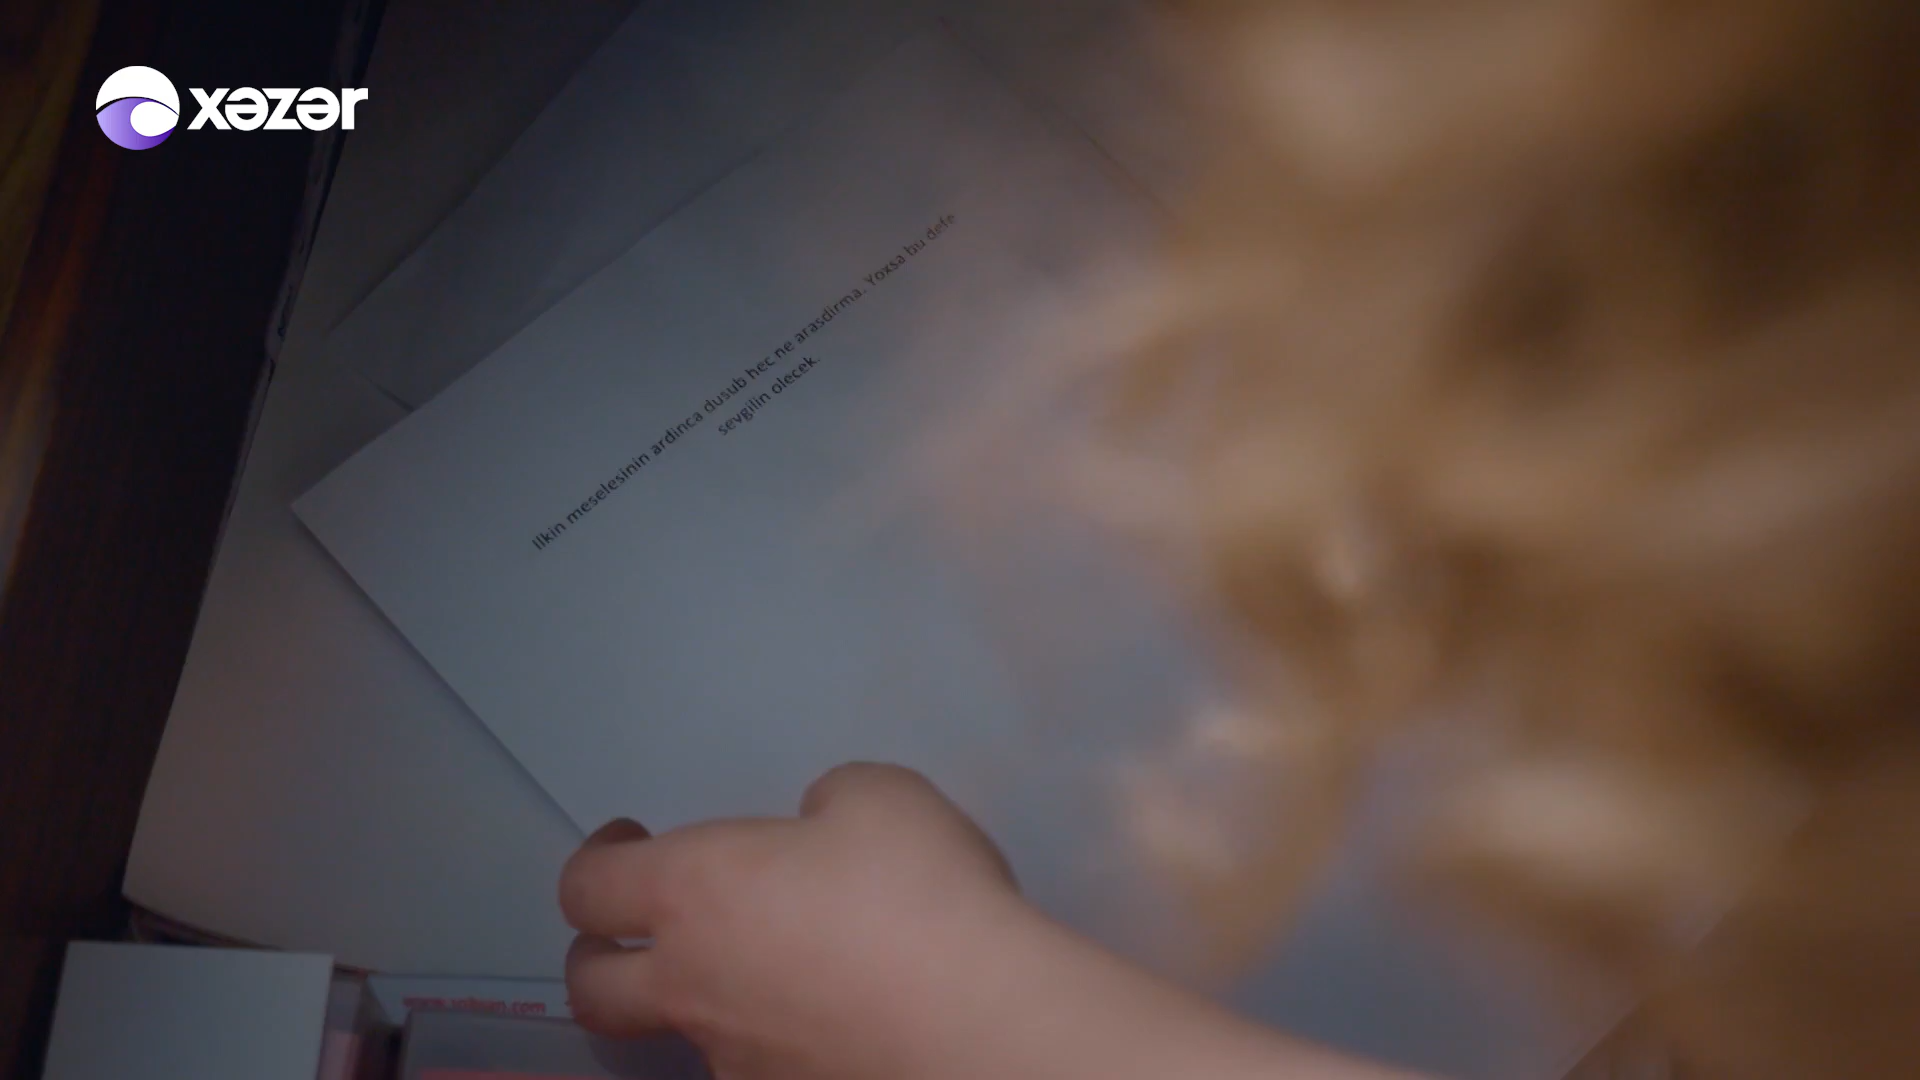 xəzər
Ilkin meselesinin ardinca dusub hec ne arasdirma. Yoxsa bu defe
sevgilin olecek.